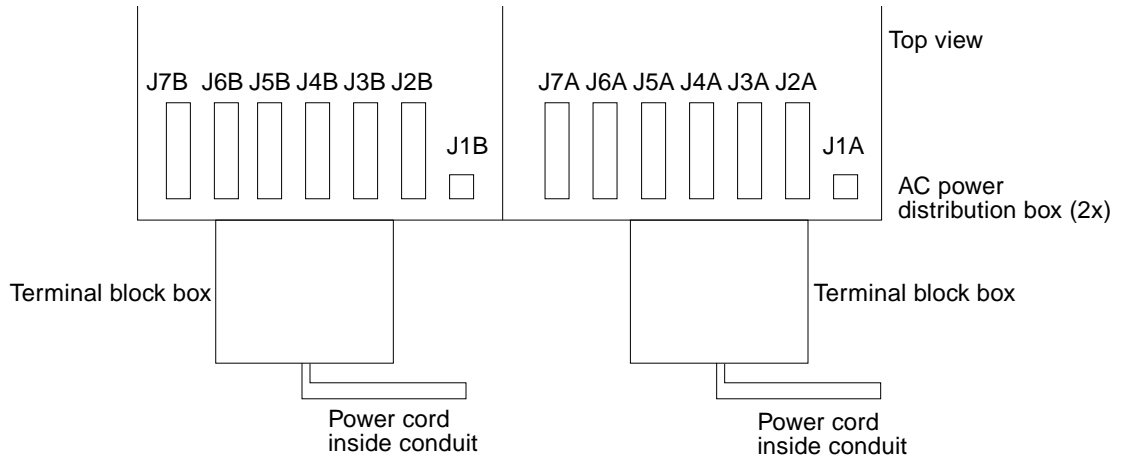 Top view
J7B J6B J5B J4B J3B J2B
J7A J6A J5A J4A J3A J2A
J1B
J1A
AC power
distribution box (2x)
Terminal block box
Terminal block box
Power cord
inside conduit
Power cord
inside conduit